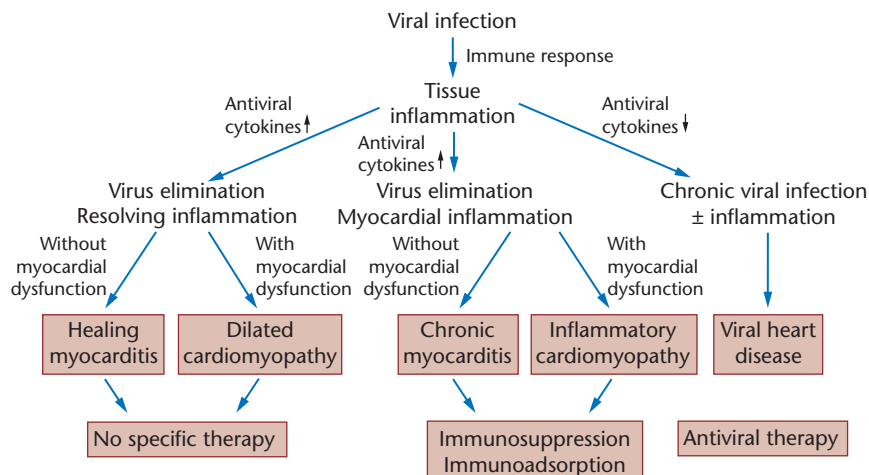 Viral infection
Immune response
Tissue
inflammation
Antiviral
cytokines
Antiviral
cytokines
Antiviral
cytokines
Virus elimination
Resolving inflammation
Virus elimination
Myocardial inflammation
Chronic viral infection
± inflammation
Without
myocardial
dysfunction
With
myocardial
dysfunction
Without
myocardial
dysfunction
With
myocardial
dysfunction
Healing
myocarditis
Dilated
cardiomyopathy
Chronic
myocarditis
Inflammatory
cardiomyopathy
Viral heart
disease
No specific therapy
Immunosuppression
Immunoadsorption
Antiviral therapy